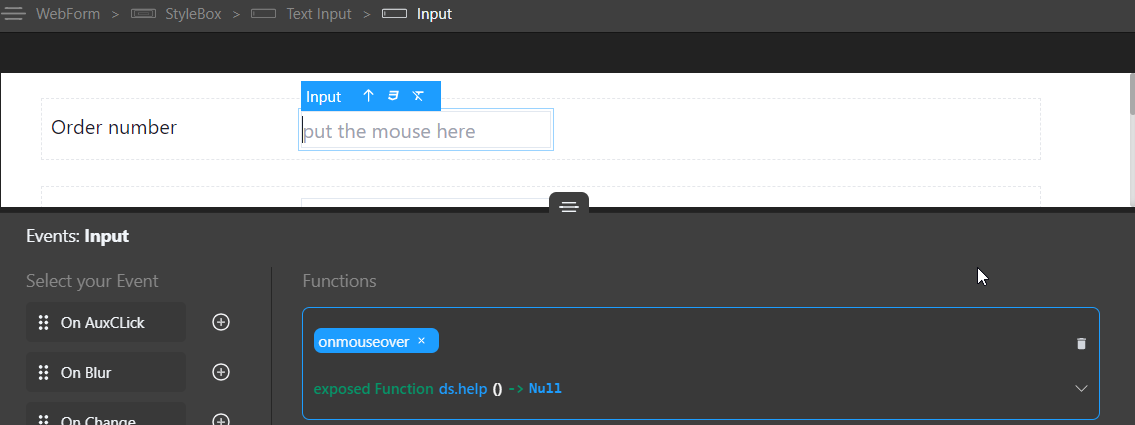 WebForm > StyleBox > Text Input > Input
Input
Order number
put the mouse here
Events: Input
Select your Event
Functions
On AuxCLick
onmouseover ×
On Blur
exposed Function ds.help () -> Null
On Change